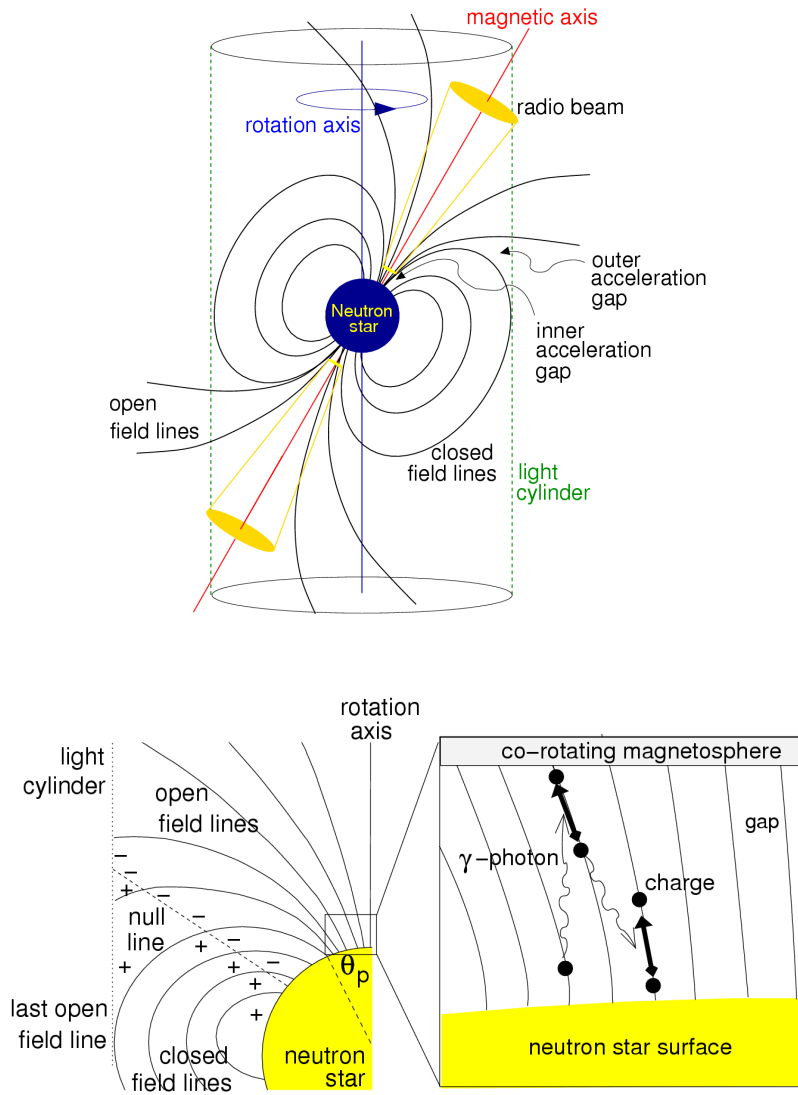 magnetic axis
radio beam
rotation axis
outer
acceleration
gap
Neutron
star
inner
acceleration
gap
open
field lines
closed
field lines
light
cylinder
rotation
axis
light
cylinder
co−rotating magnetosphere
open
field lines
gap
γ−photon
charge
−
−
+
−
−
null
line
+
−
+
−
+
−
+
+
+
θp
last open
field line
closed
field lines
neutron
star
neutron star surface